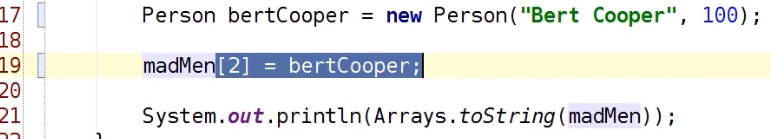 17 Person bertCooper = new Person("Bert Cooper", 100);
18
19 madMen[2] = bertCooper;
20
21 System.out.println(Arrays.toString(madMen));